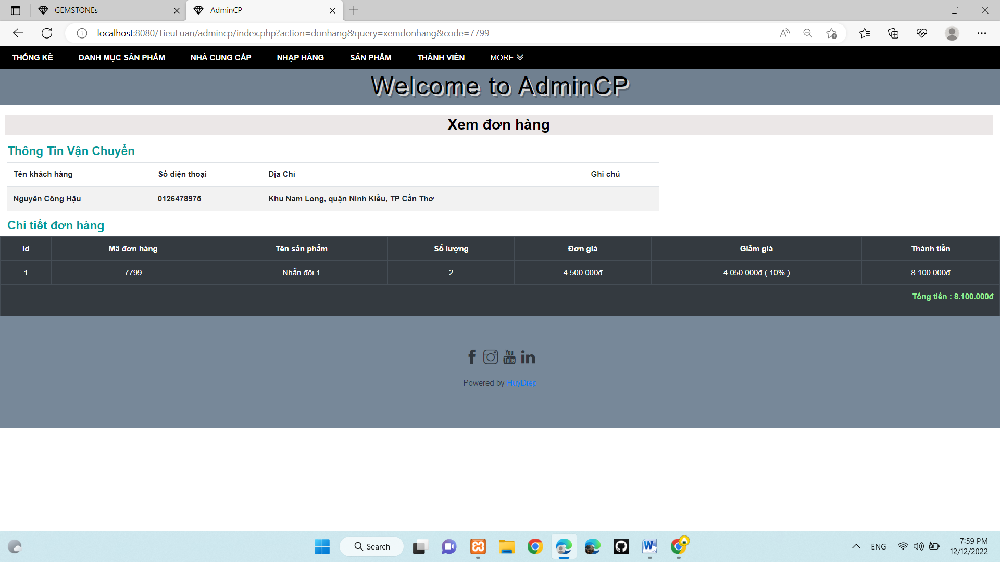 GEMSTONEs
AdminCP
localhost:8080/TieuLuan/admincp/index.php?action=donhang&query=xemdonhang&code=7799
THỐNG KÊ DANH MỤC SẢN PHẨM NHÀ CUNG CẤP NHẬP HÀNG SẢN PHẨM THÀNH VIÊN MORE
Welcome to AdminCP
Xem đơn hàng
Thông Tin Vận Chuyển
Tên khách hàng Số điện thoại Địa Chỉ Ghi chú
Nguyên Công Hậu 0126478975 Khu Nam Long, quận Ninh Kiều, TP Cần Thơ
Chi tiết đơn hàng
Id Mã đơn hàng Tên sản phẩm Số lượng Đơn giá Giảm giá Thành tiền
1 7799 Nhẫn đôi 1 2 4.500.000đ 4.050.000đ ( 10% ) 8.100.000đ
Tổng tiền : 8.100.000đ
You
Tube
Powered by HuyDiep
Search
ENG
7:59 PM
12/12/2022